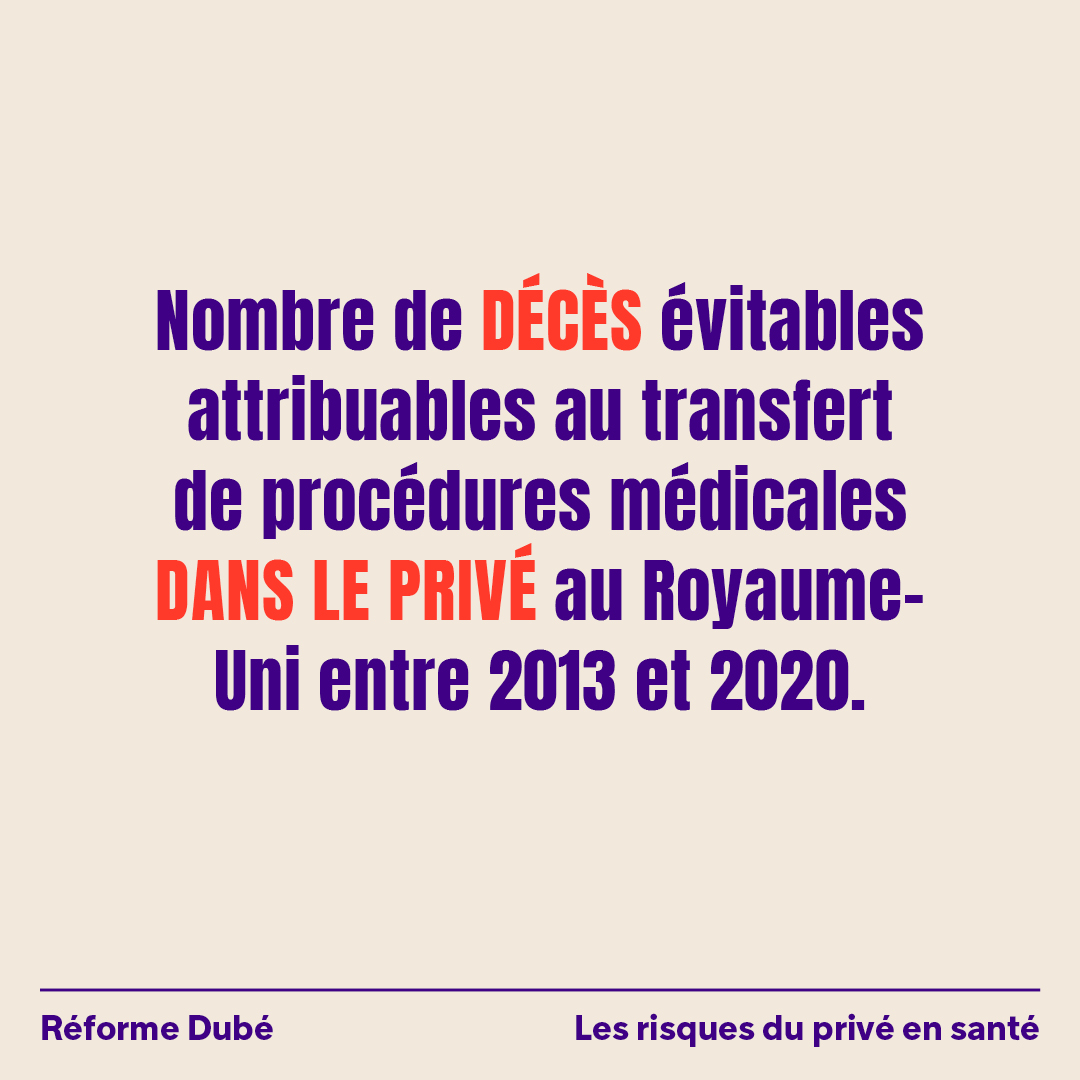 Nombre de DÉCÈS évitables
attribuables au transfert
de procédures médicales
DANS LE PRIVÉ au Royaume-
Uni entre 2013 et 2020.
Réforme Dubé
Les risques du privé en santé